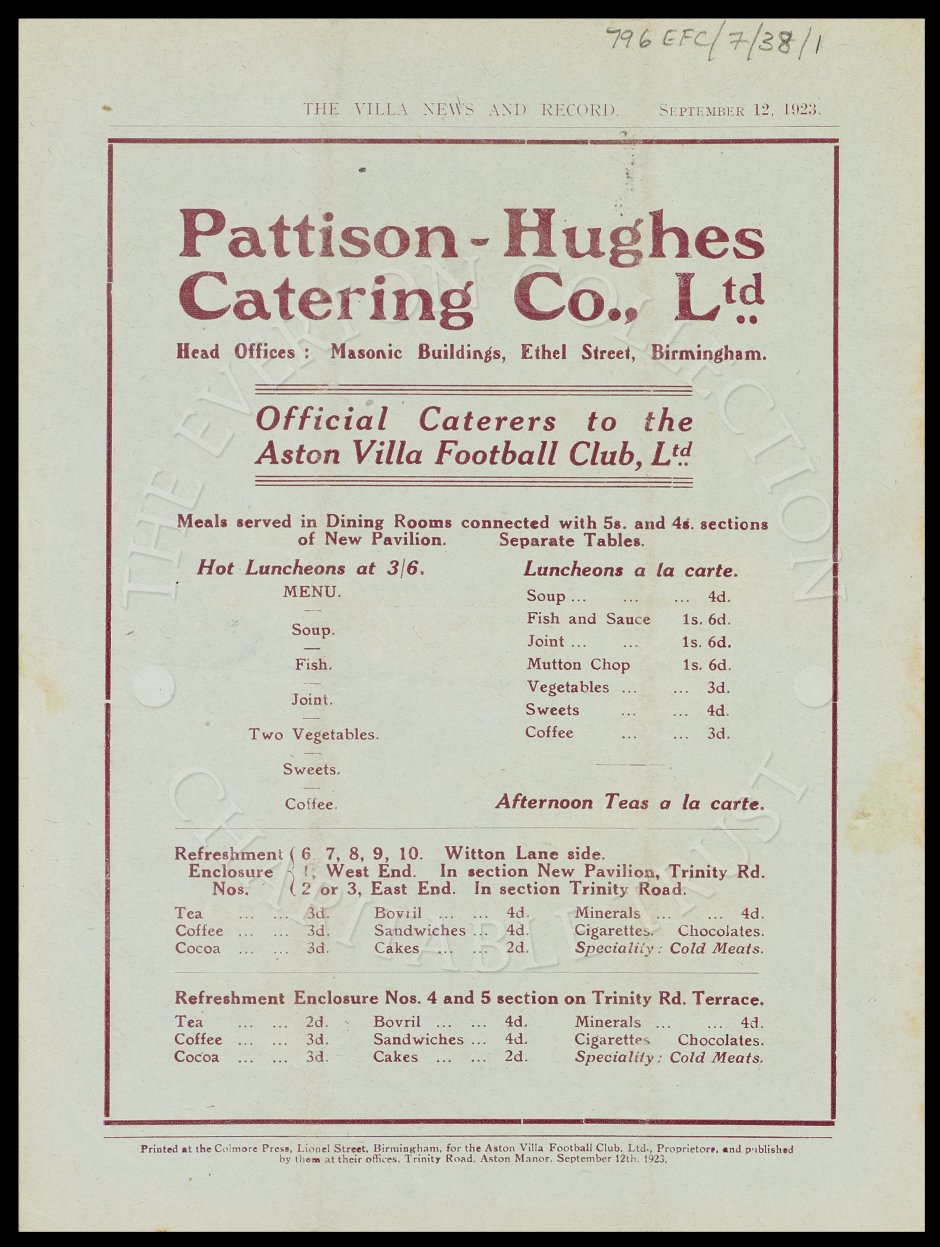 796 EFC/7/38/1
THE VILLA NEWS AND RECORD. SEPTEMBER 12, 1923.
Pattison-Hughes
Catering Co., Ltd.
Head Offices : Masonic Buildings, Ethel Street, Birmingham.
Official Caterers to the
Aston Villa Football Club, Ltd.
Meals served in Dining Rooms connected with 5s. and 4s. sections
of New Pavilion. Separate Tables.
Hot Luncheons at 3/6.
MENU.
Soup.
Fish.
Joint.
Two Vegetables.
Sweets.
Coffee.
Luncheons a la carte.
Soup ... ... ... 4d.
Fish and Sauce 1s. 6d.
Joint ... ... 1s. 6d.
Mutton Chop 1s. 6d.
Vegetables ... ... 3d.
Sweets ... ... 4d.
Coffee ... ... 3d.
Afternoon Teas a la carte.
Refreshment Enclosure Nos.
6 7, 8, 9, 10. Witton Lane side.
1, West End. In section New Pavilion, Trinity Rd.
2 or 3, East End. In section Trinity Road.
Tea ... ... 3d. Bovril ... ... 4d. Minerals ... ... 4d.
Coffee ... ... 3d. Sandwiches ... 4d. Cigarettes. Chocolates.
Cocoa ... ... 3d. Cakes ... ... 2d. Speciality: Cold Meats.
Refreshment Enclosure Nos. 4 and 5 section on Trinity Rd. Terrace.
Tea ... ... 2d. Bovril ... ... 4d. Minerals ... ... 4d.
Coffee ... ... 3d. Sandwiches ... 4d. Cigarettes Chocolates.
Cocoa ... ... 3d. Cakes ... ... 2d. Speciality: Cold Meats.
Printed at the Colmore Press, Lionel Street, Birmingham, for the Aston Villa Football Club, Ltd., Proprietors, and published
by them at their offices, Trinity Road, Aston Manor, September 12th, 1923.
THE EVERTON COLLECTION
CHARITABLE TRUST